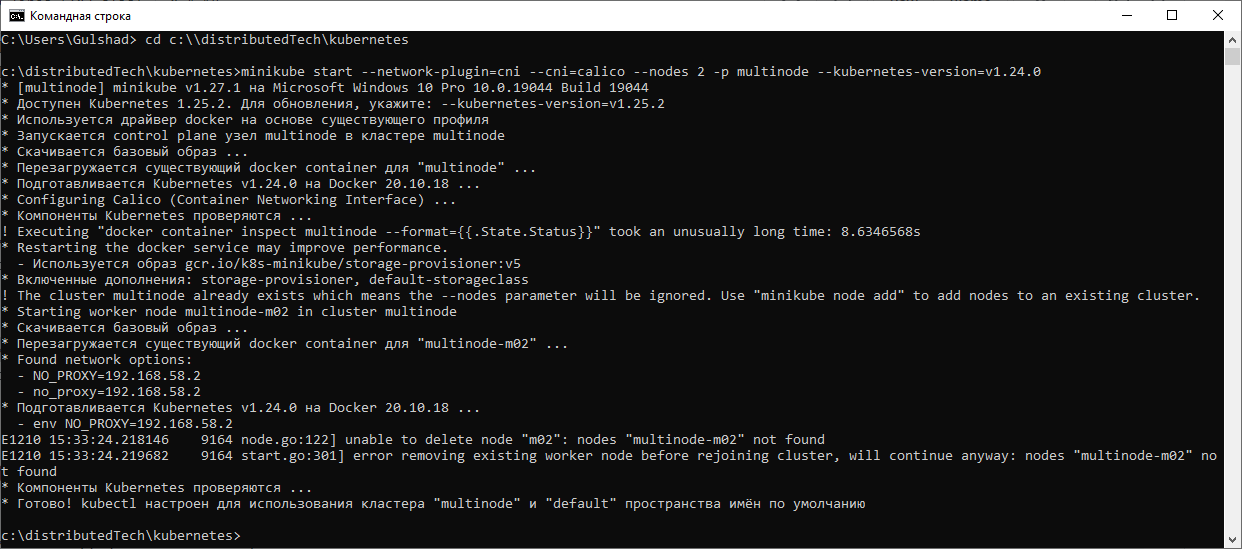 Командная строка
C:\Users\Gulshad> cd c:\\distributedTech\kubernetes
c:\distributedTech\kubernetes>minikube start --network-plugin=cni --cni=calico --nodes 2 -p multinode --kubernetes-version=v1.24.0
* [multinode] minikube v1.27.1 на Microsoft Windows 10 Pro 10.0.19044 Build 19044
* Доступен Kubernetes 1.25.2. Для обновления, укажите: --kubernetes-version=v1.25.2
* Используется драйвер docker на основе существующего профиля
* Запускается control plane узел multinode в кластере multinode
* Скачивается базовый образ ...
* Перезагружается существующий docker container для "multinode" ...
* Подготавливается Kubernetes v1.24.0 на Docker 20.10.18 ...
* Configuring Calico (Container Networking Interface) ...
* Компоненты Kubernetes проверяются ...
! Executing "docker container inspect multinode --format={{.State.Status}}" took an unusually long time: 8.6346568s
* Restarting the docker service may improve performance.
  - Используется образ gcr.io/k8s-minikube/storage-provisioner:v5
* Включенные дополнения: storage-provisioner, default-storageclass
! The cluster multinode already exists which means the --nodes parameter will be ignored. Use "minikube node add" to add nodes to an existing cluster.
* Starting worker node multinode-m02 in cluster multinode
* Скачивается базовый образ ...
* Перезагружается существующий docker container для "multinode-m02" ...
* Found network options:
  - NO_PROXY=192.168.58.2
  - no_proxy=192.168.58.2
* Подготавливается Kubernetes v1.24.0 на Docker 20.10.18 ...
  - env NO_PROXY=192.168.58.2
E1210 15:33:24.218146    9164 node.go:122] unable to delete node "m02": nodes "multinode-m02" not found
E1210 15:33:24.219682    9164 start.go:301] error removing existing worker node before rejoining cluster, will continue anyway: nodes "multinode-m02" no
t found
* Компоненты Kubernetes проверяются ...
* Готово! kubectl настроен для использования кластера "multinode" и "default" пространства имён по умолчанию
c:\distributedTech\kubernetes>